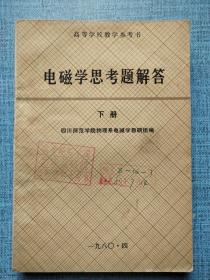 高等学校教学参考书
电磁学思考题解答
下册
四川师范学院物理系电磁学教研组编
一九八〇·四